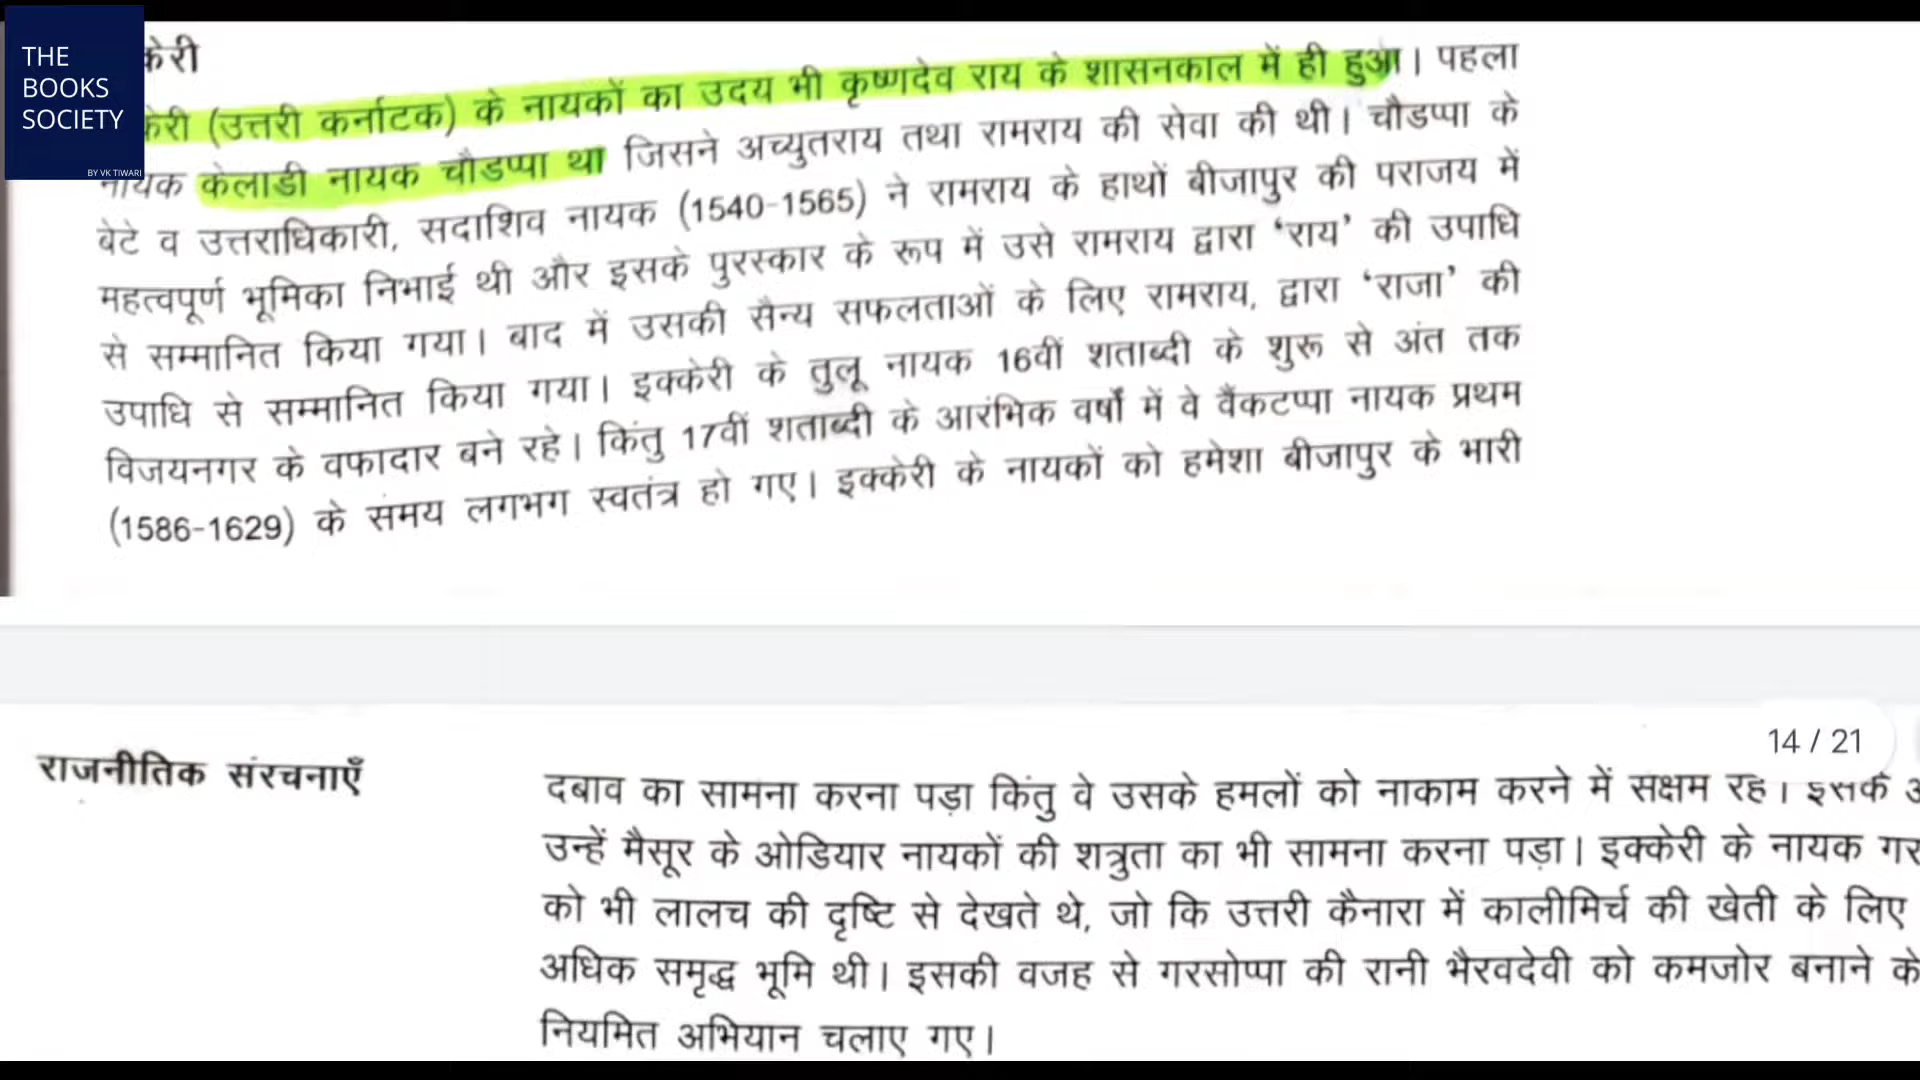 THE
BOOKS
SOCIETY
BY VK TIWARI
केरी
केरी (उत्तरी कर्नाटक) के नायकों का उदय भी कृष्णदेव राय के शासनकाल में ही हुआ। पहला
नायक केलाडी नायक चौडप्पा था जिसने अच्युतराय तथा रामराय की सेवा की थी। चौडप्पा के
बेटे व उत्तराधिकारी, सदाशिव नायक (1540-1565) ने रामराय के हाथों बीजापुर की पराजय में
महत्वपूर्ण भूमिका निभाई थी और इसके पुरस्कार के रूप में उसे रामराय द्वारा ‘राय’ की उपाधि
से सम्मानित किया गया। बाद में उसकी सैन्य सफलताओं के लिए रामराय, द्वारा ‘राजा’ की
उपाधि से सम्मानित किया गया। इक्केरी के तुलू नायक 16वीं शताब्दी के शुरू से अंत तक
विजयनगर के वफादार बने रहे। किंतु 17वीं शताब्दी के आरंभिक वर्षों में वे वैंकटप्पा नायक प्रथम
(1586-1629) के समय लगभग स्वतंत्र हो गए। इक्केरी के नायकों को हमेशा बीजापुर के भारी
14 / 21
राजनीतिक संरचनाएँ
दबाव का सामना करना पड़ा किंतु वे उसके हमलों को नाकाम करने में सक्षम रहे। इसके
उन्हें मैसूर के ओडियार नायकों की शत्रुता का भी सामना करना पड़ा। इक्केरी के नायक गर
को भी लालच की दृष्टि से देखते थे, जो कि उत्तरी कैनारा में कालीमिर्च की खेती के लिए
अधिक समृद्ध भूमि थी। इसकी वजह से गरसोप्पा की रानी भैरवदेवी को कमजोर बनाने के
नियमित अभियान चलाए गए।